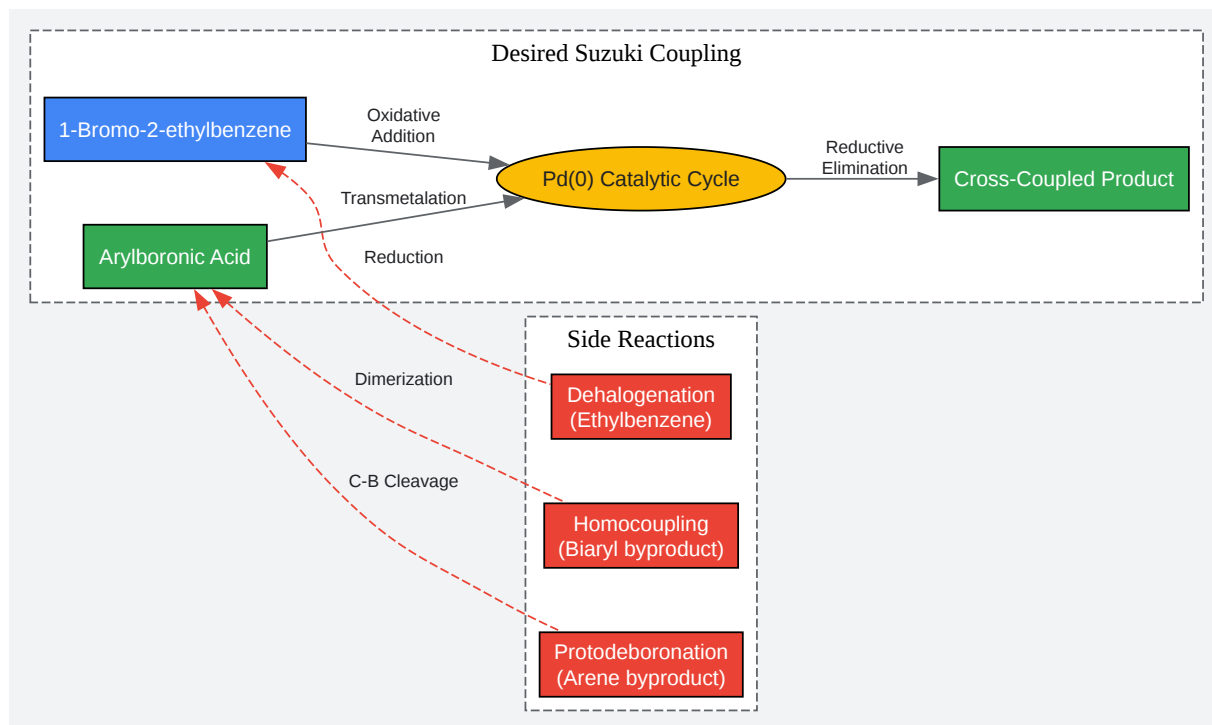 Desired Suzuki Coupling
1-Bromo-2-ethylbenzene
Oxidative
Addition
Reductive
Elimination
Pd(0) Catalytic Cycle
Cross-Coupled Product
Transmetalation
Arylboronic Acid
Reduction
Side Reactions
Dehalogenation
(Ethylbenzene)
Dimerization
C-B Cleavage
Homocoupling
(Biaryl byproduct)
Protodeboronation
(Arene byproduct)